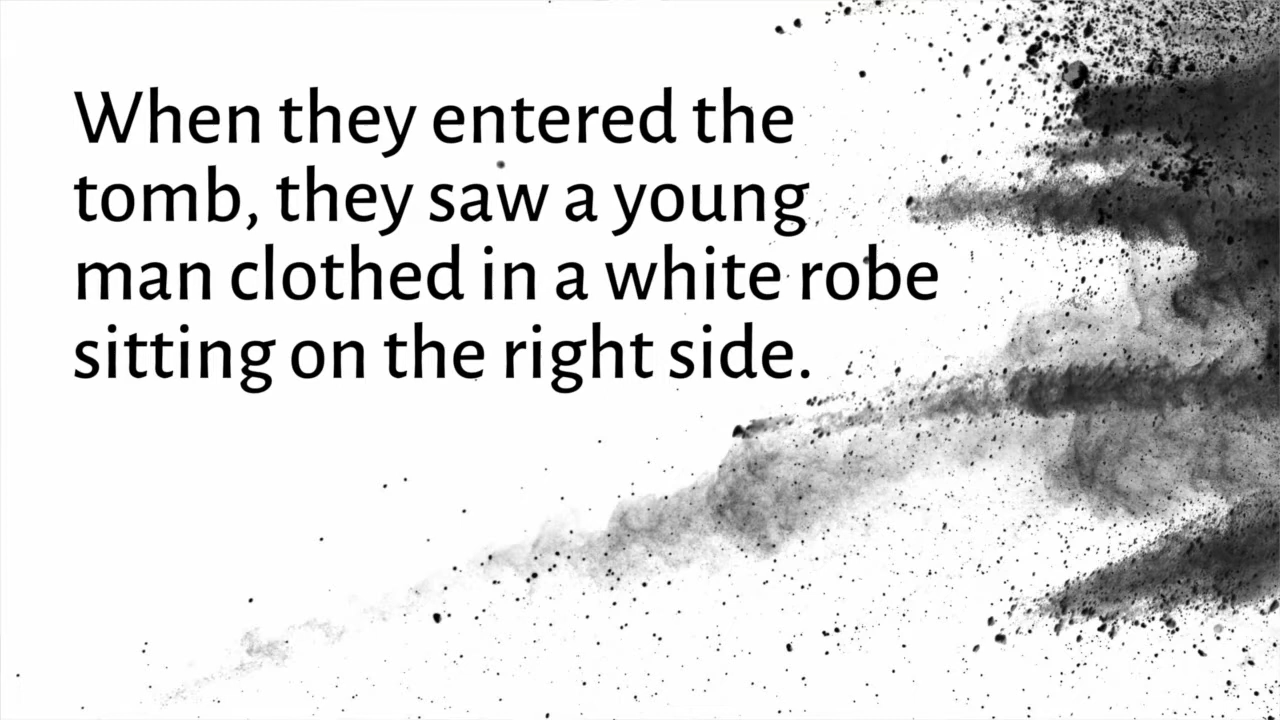 When they entered the
tomb, they saw a young
man clothed in a white robe
sitting on the right side.